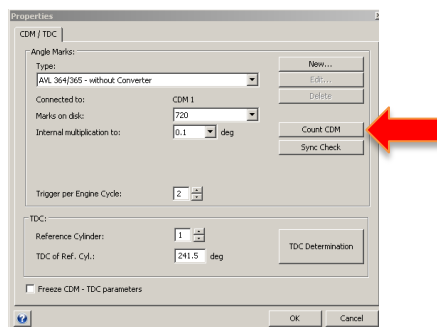 Properties
CDM / TDC
Angle Marks:
Type:
AVL 364/365 - without Converter
New...
Edit...
Delete
Connected to: CDM 1
Marks on disk: 720
Internal multiplication to: 0.1 deg
Count CDM
Sync Check
Trigger per Engine Cycle: 2
TDC:
Reference Cylinder: 1
TDC of Ref. Cyl.: 241.5 deg
TDC Determination
Freeze CDM - TDC parameters
? OK Cancel